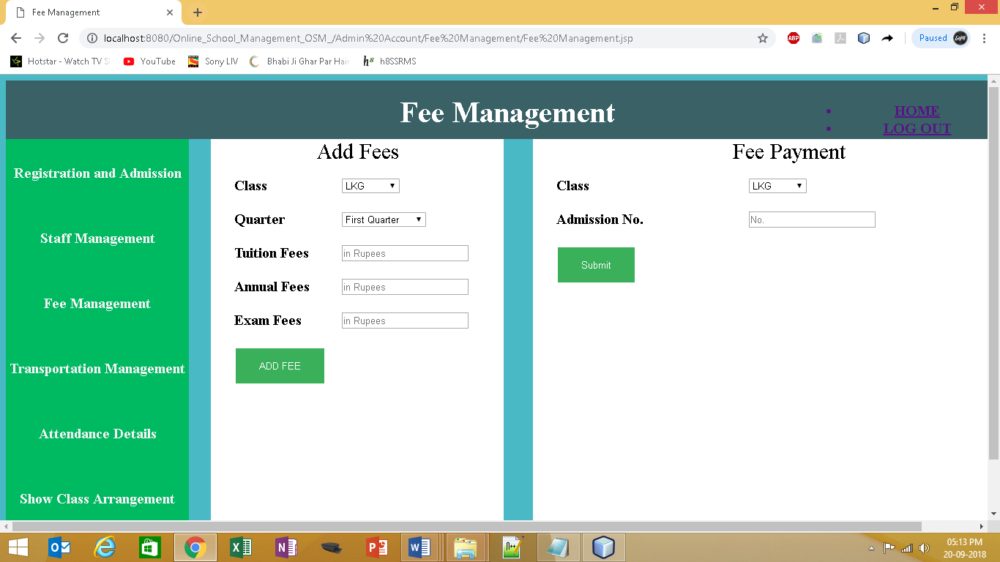 Fee Management
localhost:8080/Online_School_Management_OSM_/Admin%20Account/Fee%20Management/Fee%20Management.jsp
ABP
Paused
Hotstar - Watch TV S
YouTube
Sony LIV
Bhabi Ji Ghar Par Hain
h8SSRMS
Fee Management
HOME
LOG OUT
Registration and Admission
Staff Management
Fee Management
Transportation Management
Attendance Details
Show Class Arrangement
Add Fees
Class LKG
Quarter First Quarter
Tuition Fees in Rupees
Annual Fees in Rupees
Exam Fees in Rupees
ADD FEE
Fee Payment
Class LKG
Admission No. No.
Submit
05:13 PM
20-09-2018